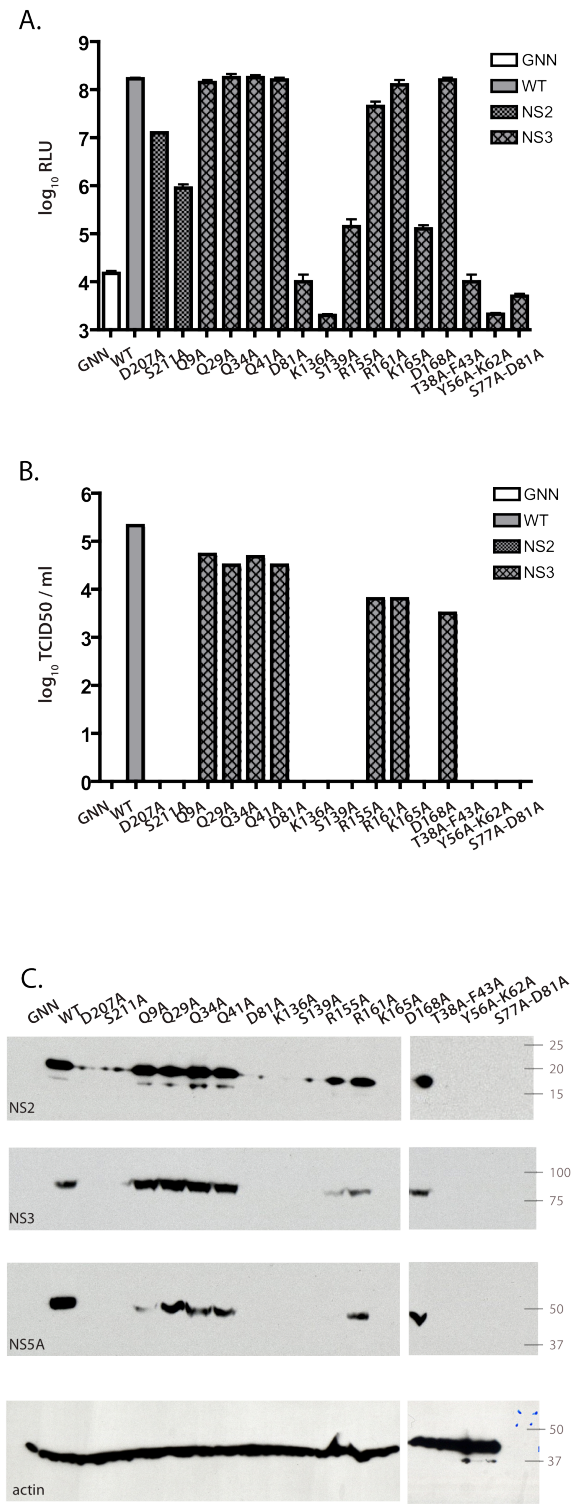 A.
9
8
7
6
5
4
3
log10 RLU
GNN
WT
NS2
NS3
GNN WT D207A S211A Q9A Q29A Q34A Q41A D81A K136A S139A R155A R161A K165A D168A T38A-F43A Y56A-K62A S77A-D81A
B.
6
5
4
3
2
1
0
log10 TCID50 / ml
GNN
WT
NS2
NS3
GNN WT D207A S211A Q9A Q29A Q34A Q41A D81A K136A S139A R155A R161A K165A D168A T38A-F43A Y56A-K62A S77A-D81A
C.
GNN WT D207A S211A Q9A Q29A Q34A Q41A D81A K136A S139A R155A R161A K165A D168A T38A-F43A Y56A-K62A S77A-D81A
25
20
15
NS2
100
75
NS3
50
37
NS5A
50
37
actin